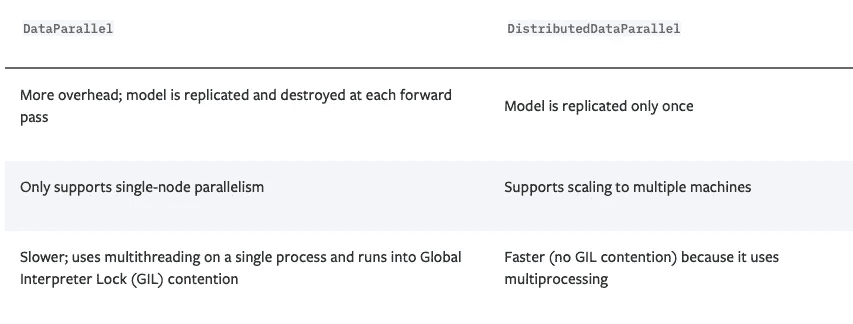 DataParallel
DistributedDataParallel
More overhead; model is replicated and destroyed at each forward
pass
Model is replicated only once
Only supports single-node parallelism
Supports scaling to multiple machines
Slower; uses multithreading on a single process and runs into Global
Interpreter Lock (GIL) contention
Faster (no GIL contention) because it uses
multiprocessing